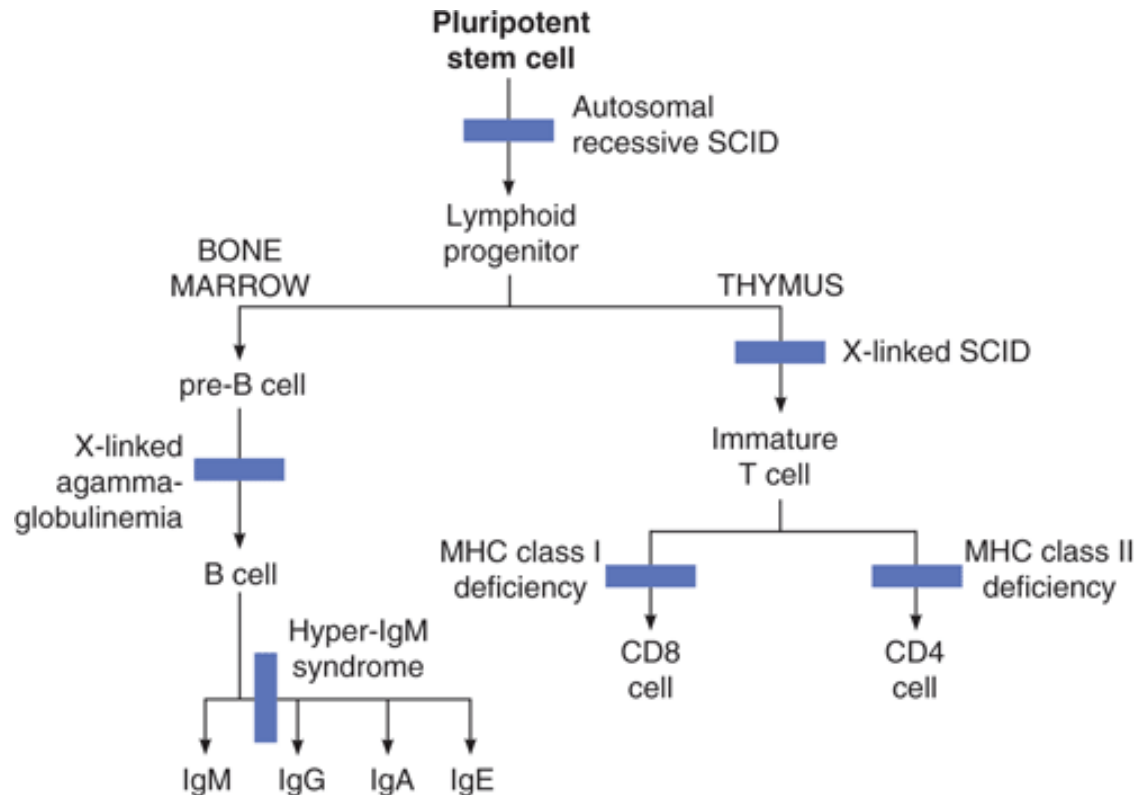 Pluripotent
stem cell
Autosomal
recessive SCID
Lymphoid
progenitor
BONE
MARROW
THYMUS
X-linked SCID
pre-B cell
Immature
T cell
X-linked
agamma-
globulinemia
MHC class I
deficiency
MHC class II
deficiency
B cell
Hyper-IgM
syndrome
CD8
cell
CD4
cell
IgM
IgG
IgA
IgE